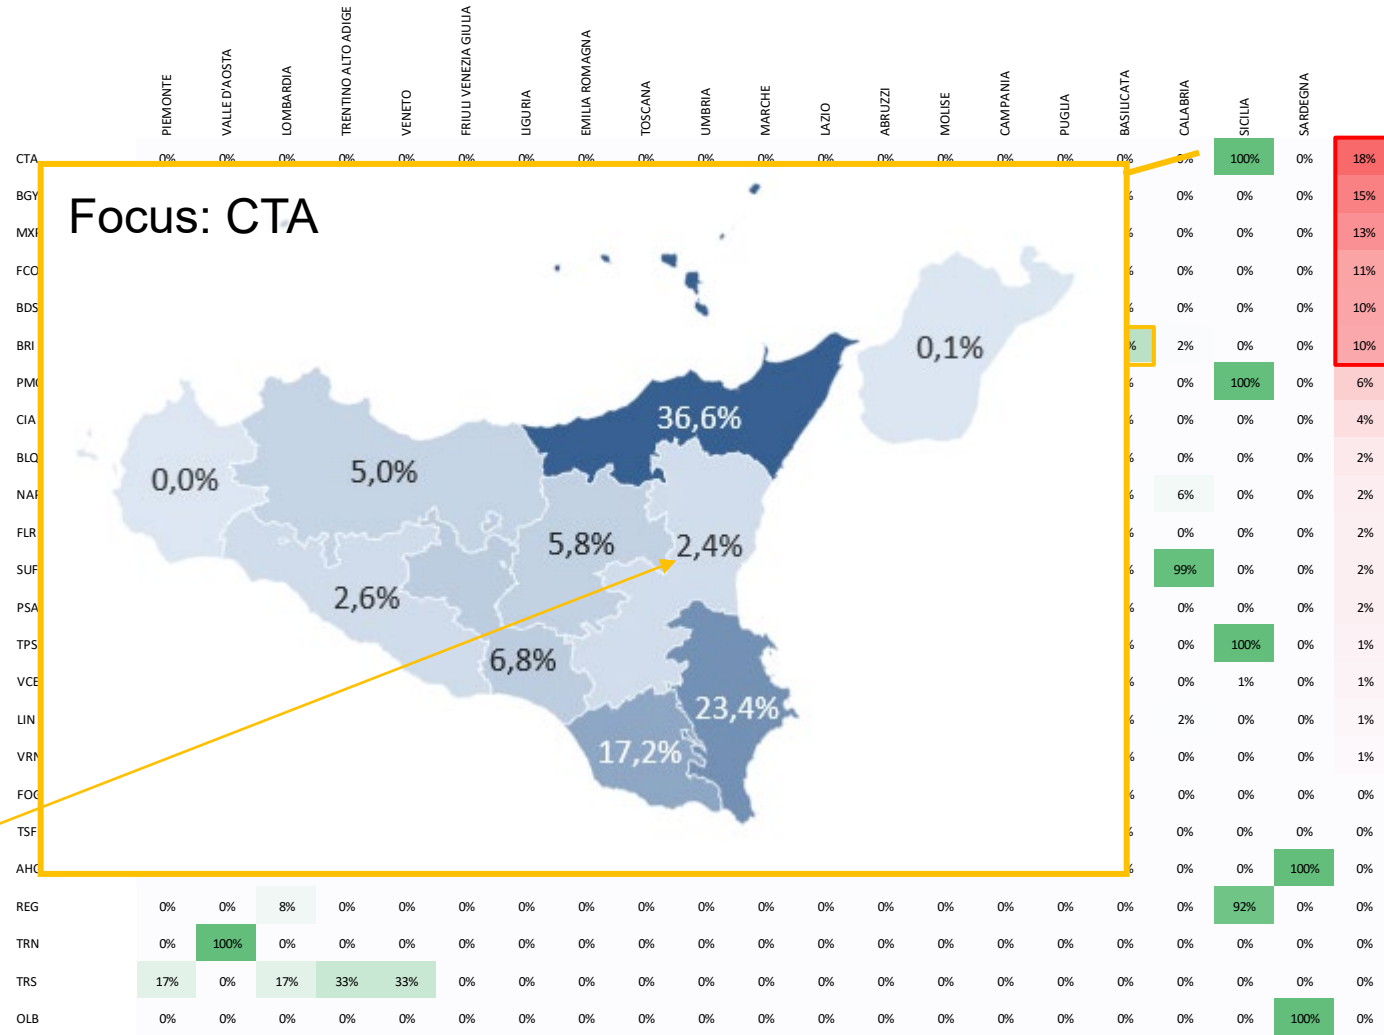 PIEMONTE VALLE D'AOSTA LOMBARDIA TRENTINO ALTO ADIGE VENETO FRIULI VENEZIA GIULIA LIGURIA EMILIA ROMAGNA TOSCANA UMBRIA MARCHE LAZIO ABRUZZI MOLISE CAMPANIA PUGLIA BASILICATA CALABRIA SICILIA SARDEGNA
CTA 0% 0% 0% 0% 0% 0% 0% 0% 0% 0% 0% 0% 0% 0% 0% 0% 0% 100% 0% 18%
BGY 0% 0% 0% 15%
MXP 0% 0% 0% 13%
FCO 0% 0% 0% 11%
BDS 0% 0% 0% 10%
BRI % 2% 0% 0% 10%
0% 100% 0% 6%
CIA 0% 0% 0% 4%
BLQ 0% 0% 0% 2%
6% 0% 0% 2%
FLR 0% 0% 0% 2%
SUF 99% 0% 0% 2%
PSA 0% 0% 0% 2%
TPS 0% 100% 0% 1%
VCE 0% 1% 0% 1%
LIN 2% 0% 0% 1%
0% 0% 0% 1%
0% 0% 0% 0%
TSF 0% 0% 0% 0%
0% 0% 100% 0%
REG 0% 0% 8% 0% 0% 0% 0% 0% 0% 0% 0% 0% 0% 0% 0% 0% 0% 0% 92% 0% 0%
TRN 0% 100% 0% 0% 0% 0% 0% 0% 0% 0% 0% 0% 0% 0% 0% 0% 0% 0% 0% 0% 0%
TRS 17% 0% 17% 33% 33% 0% 0% 0% 0% 0% 0% 0% 0% 0% 0% 0% 0% 0% 0% 0% 0%
OLB 0% 0% 0% 0% 0% 0% 0% 0% 0% 0% 0% 0% 0% 0% 0% 0% 0% 0% 0% 100% 0%
Focus: CTA
0,1%
36,6%
0,0%
5,0%
5,8%
2,4%
2,6%
6,8%
23,4%
17,2%